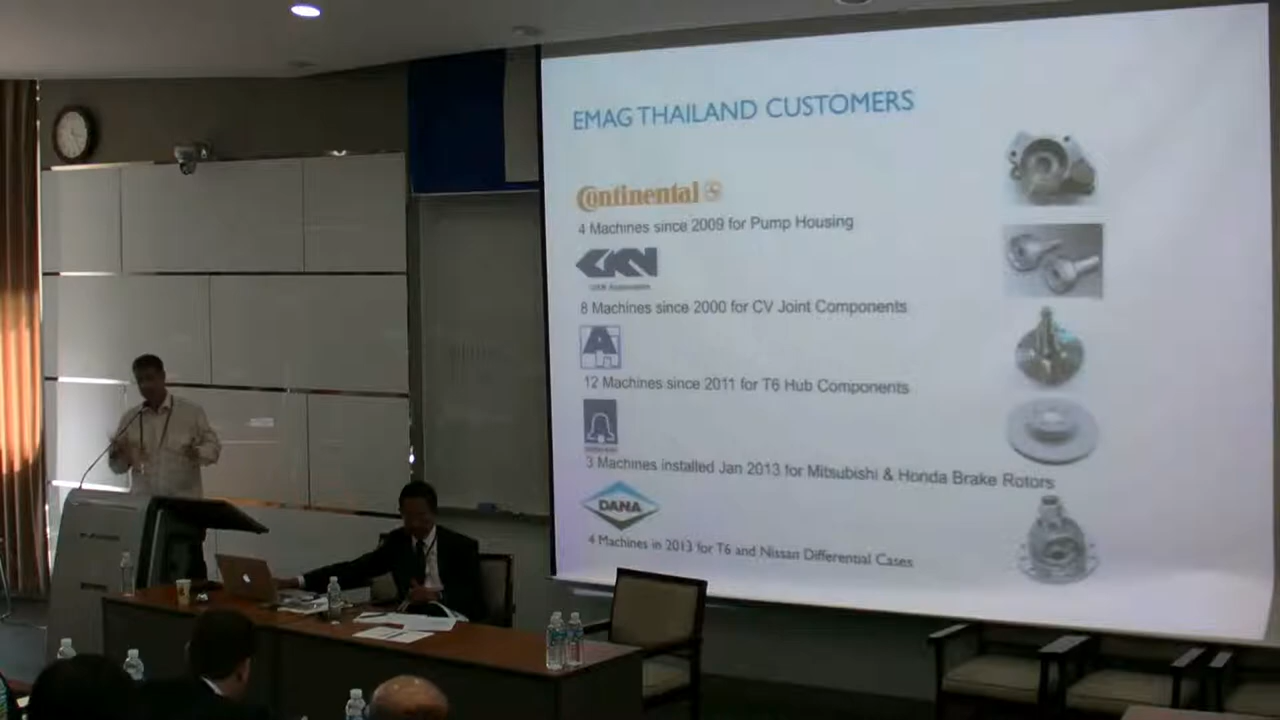 EMAG THAILAND CUSTOMERS
Continental
4 Machines since 2009 for Pump Housing
GKN
8 Machines since 2000 for CV Joint Components
A
12 Machines since 2011 for T6 Hub Components
3 Machines installed Jan 2013 for Mitsubishi & Honda Brake Rotors
DANA
4 Machines in 2013 for T6 and Nissan Differential Cases